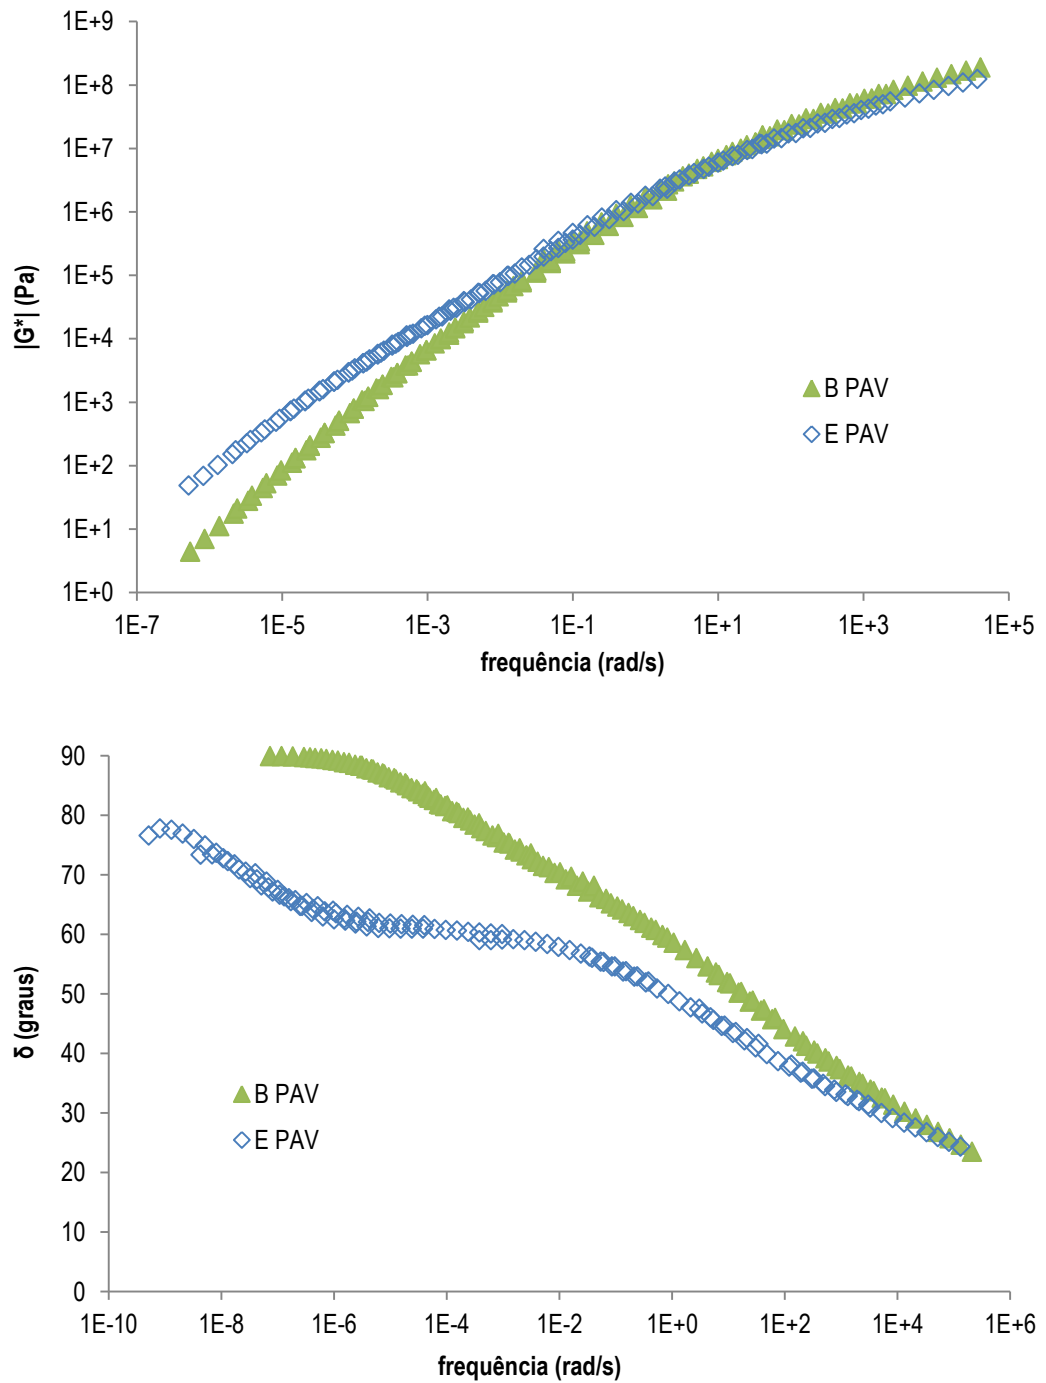 1E+9
1E+8
1E+7
1E+6
1E+5
1E+4
1E+3
1E+2
1E+1
1E+0
|G*| (Pa)
B PAV
E PAV
1E-7 1E-5 1E-3 1E-1 1E+1 1E+3 1E+5
frequência (rad/s)
90
80
70
60
50
40
30
20
10
0
δ (graus)
B PAV
E PAV
1E-10 1E-8 1E-6 1E-4 1E-2 1E+0 1E+2 1E+4 1E+6
frequência (rad/s)